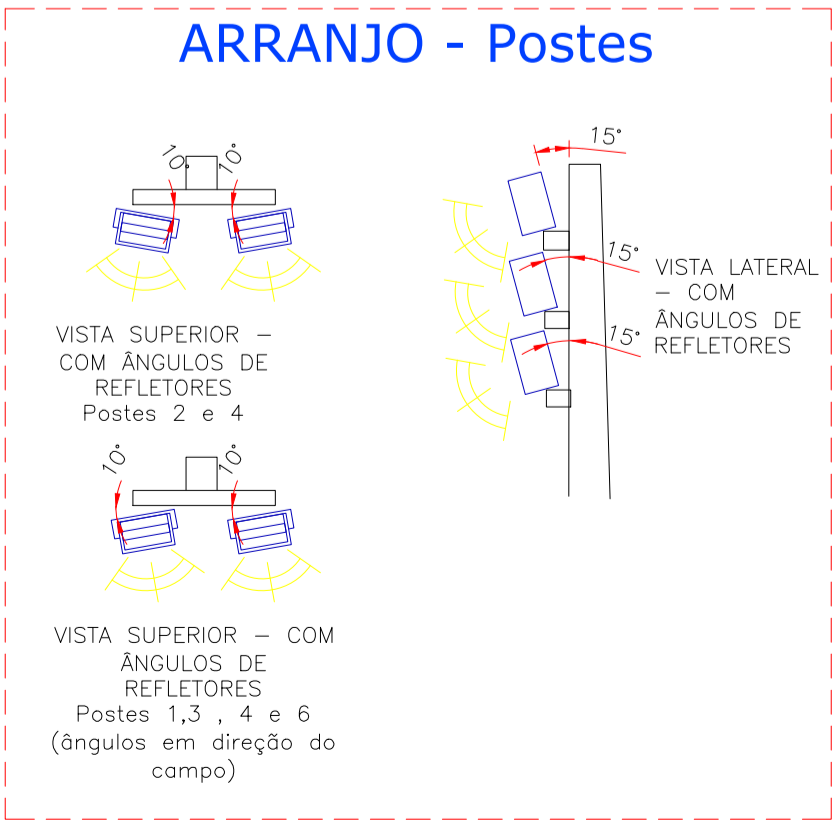 ARRANJO - Postes
10°
10°
VISTA SUPERIOR –
COM ÂNGULOS DE
REFLETORES
Postes 2 e 4
10°
10°
VISTA SUPERIOR – COM
ÂNGULOS DE
REFLETORES
Postes 1,3 , 4 e 6
(ângulos em direção do
campo)
15°
15°
15°
VISTA LATERAL
– COM
ÂNGULOS DE
REFLETORES